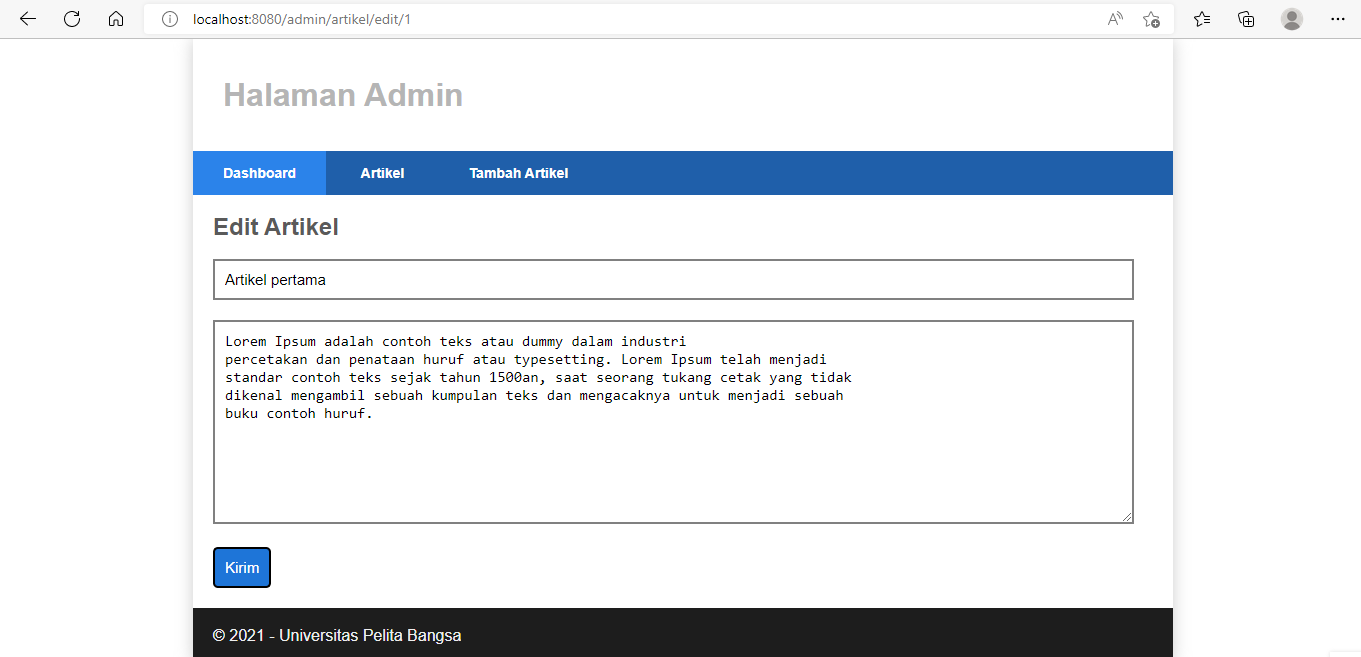 localhost:8080/admin/artikel/edit/1
Halaman Admin
Dashboard Artikel Tambah Artikel
Edit Artikel
Artikel pertama
Lorem Ipsum adalah contoh teks atau dummy dalam industri
percetakan dan penataan huruf atau typesetting. Lorem Ipsum telah menjadi
standar contoh teks sejak tahun 1500an, saat seorang tukang cetak yang tidak
dikenal mengambil sebuah kumpulan teks dan mengacaknya untuk menjadi sebuah
buku contoh huruf.
Kirim
© 2021 - Universitas Pelita Bangsa